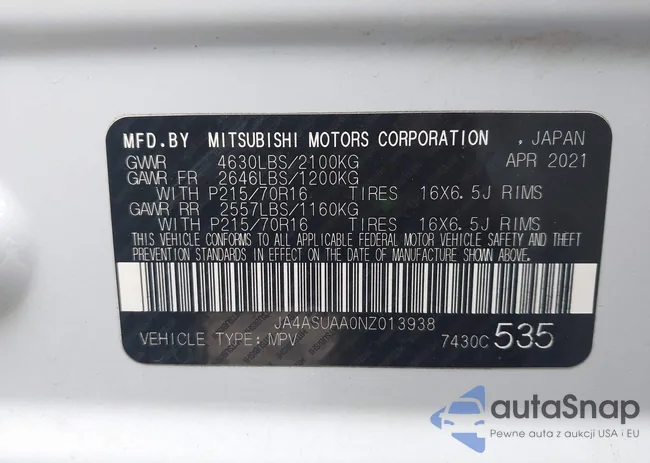 MFD.BY MITSUBISHI MOTORS CORPORATION , JAPAN
GVWR 4630LBS/2100KG APR 2021
GAWR FR 2646LBS/1200KG
WITH P215/70R16 TIRES 16X6.5J RIMS
GAWR RR 2557LBS/1160KG
WITH P215/70R16 TIRES 16X6.5J RIMS
THIS VEHICLE CONFORMS TO ALL APPLICABLE FEDERAL MOTOR VEHICLE SAFETY AND THEFT
PREVENTION STANDARDS IN EFFECT ON THE DATE OF MANUFACTURE SHOWN ABOVE.
JA4ASUAA0NZ013938
VEHICLE TYPE: MPV 7430C 535
autoSnap
Pewne auta z aukcji USA i EU